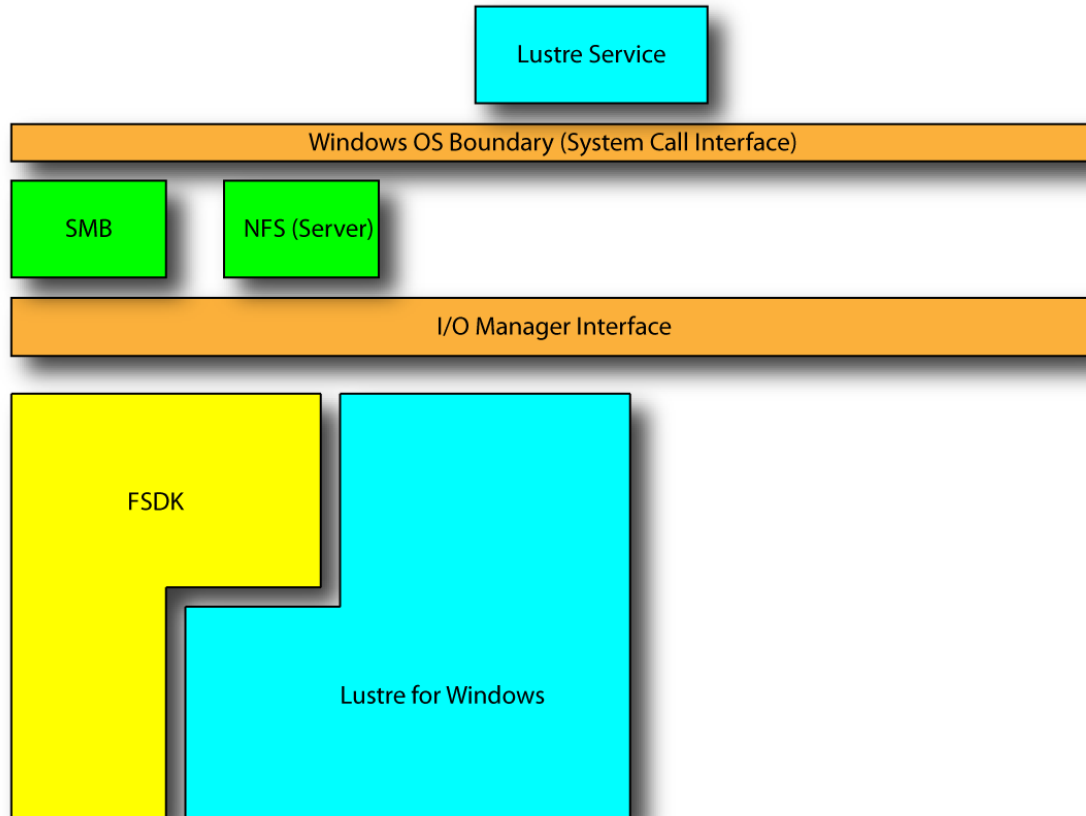 Lustre Service
Windows OS Boundary (System Call Interface)
SMB
NFS (Server)
I/O Manager Interface
FSDK
Lustre for Windows